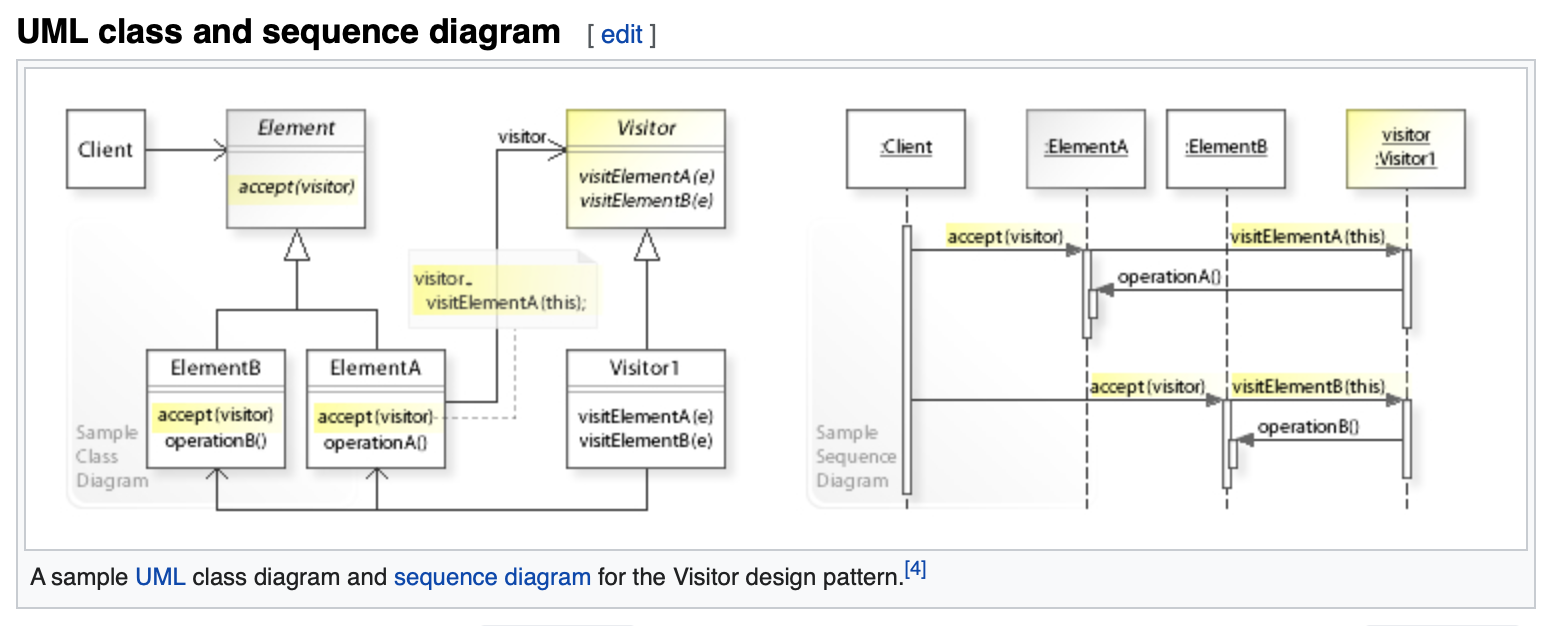 UML class and sequence diagram [ edit ]
Client
Element
accept(visitor)
visitor
Visitor
visitElementA(e)
visitElementB(e)
visitor.
visitElementA(this);
ElementB
accept(visitor)
operationB()
ElementA
accept(visitor)
operationA()
Visitor1
visitElementA(e)
visitElementB(e)
Sample
Class
Diagram
:Client
:ElementA
:ElementB
visitor
:Visitor1
accept(visitor)
visitElementA(this)
operationA()
accept(visitor)
visitElementB(this)
operationB()
Sample
Sequence
Diagram
A sample UML class diagram and sequence diagram for the Visitor design pattern.[4]